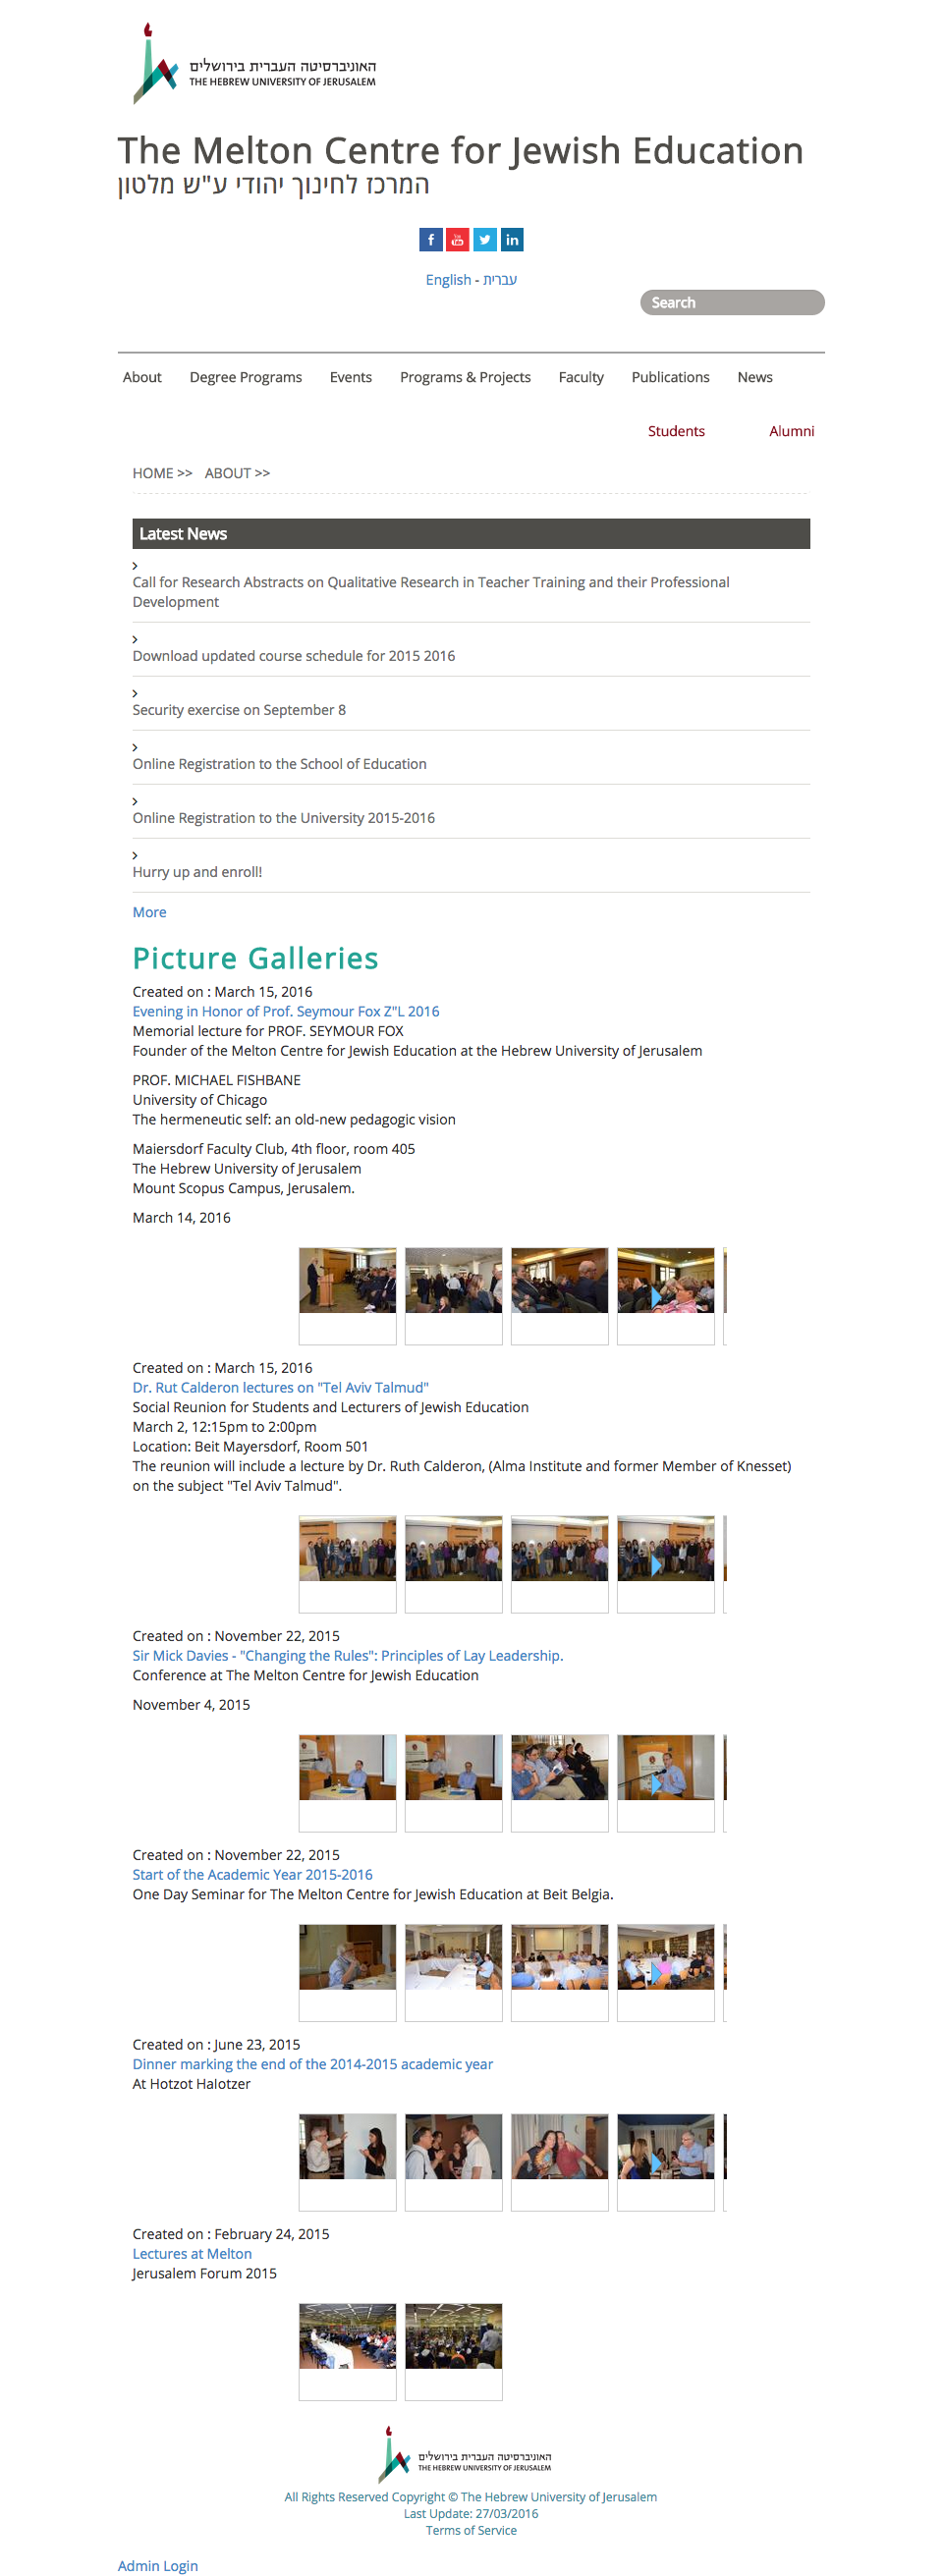 האוניברסיטה העברית בירושלים
THE HEBREW UNIVERSITY OF JERUSALEM
The Melton Centre for Jewish Education
המרכז לחינוך יהודי ע"ש מלטון
English - עברית
Search
About Degree Programs Events Programs & Projects Faculty Publications News
Students Alumni
HOME >> ABOUT >>
Latest News
Call for Research Abstracts on Qualitative Research in Teacher Training and their Professional
Development
Download updated course schedule for 2015 2016
Security exercise on September 8
Online Registration to the School of Education
Online Registration to the University 2015-2016
Hurry up and enroll!
More
Picture Galleries
Created on : March 15, 2016
Evening in Honor of Prof. Seymour Fox Z"L 2016
Memorial lecture for PROF. SEYMOUR FOX
Founder of the Melton Centre for Jewish Education at the Hebrew University of Jerusalem
PROF. MICHAEL FISHBANE
University of Chicago
The hermeneutic self: an old-new pedagogic vision
Maiersdorf Faculty Club, 4th floor, room 405
The Hebrew University of Jerusalem
Mount Scopus Campus, Jerusalem.
March 14, 2016
Created on : March 15, 2016
Dr. Rut Calderon lectures on "Tel Aviv Talmud"
Social Reunion for Students and Lecturers of Jewish Education
March 2, 12:15pm to 2:00pm
Location: Beit Mayersdorf, Room 501
The reunion will include a lecture by Dr. Ruth Calderon, (Alma Institute and former Member of Knesset)
on the subject "Tel Aviv Talmud".
Created on : November 22, 2015
Sir Mick Davies - "Changing the Rules": Principles of Lay Leadership.
Conference at The Melton Centre for Jewish Education
November 4, 2015
Created on : November 22, 2015
Start of the Academic Year 2015-2016
One Day Seminar for The Melton Centre for Jewish Education at Beit Belgia.
Created on : June 23, 2015
Dinner marking the end of the 2014-2015 academic year
At Hotzot HaIotzer
Created on : February 24, 2015
Lectures at Melton
Jerusalem Forum 2015
האוניברסיטה העברית בירושלים
THE HEBREW UNIVERSITY OF JERUSALEM
All Rights Reserved Copyright © The Hebrew University of Jerusalem
Last Update: 27/03/2016
Terms of Service
Admin Login